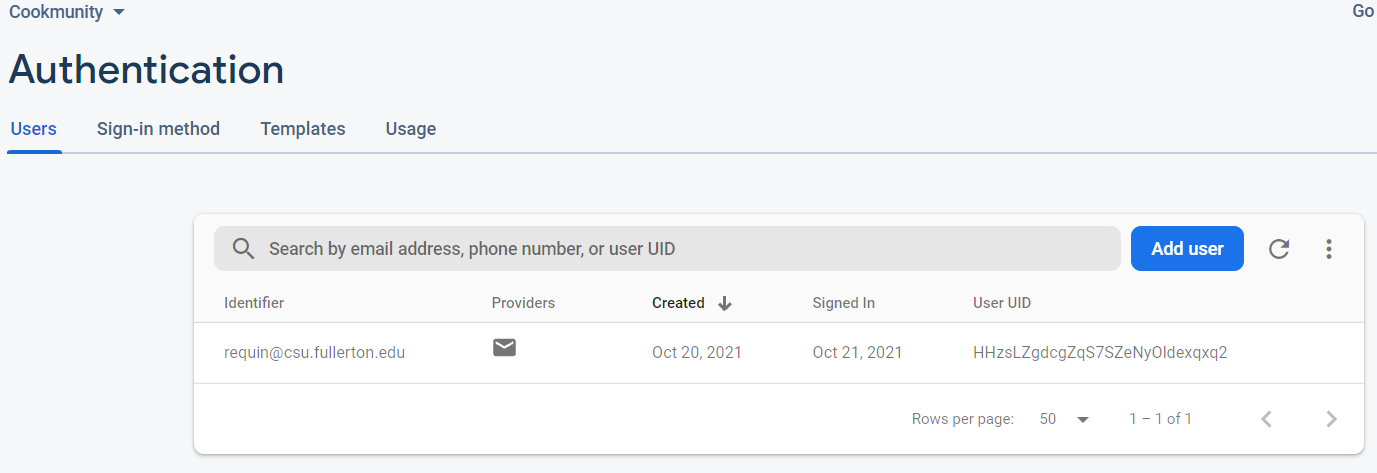 Cookmunity
Go
Authentication
Users Sign-in method Templates Usage
Search by email address, phone number, or user UID Add user
Identifier Providers Created Signed In User UID
requin@csu.fullerton.edu Oct 20, 2021 Oct 21, 2021 HHzsLZgdcgZqS7SZeNyOldexqxq2
Rows per page: 50 1 – 1 of 1